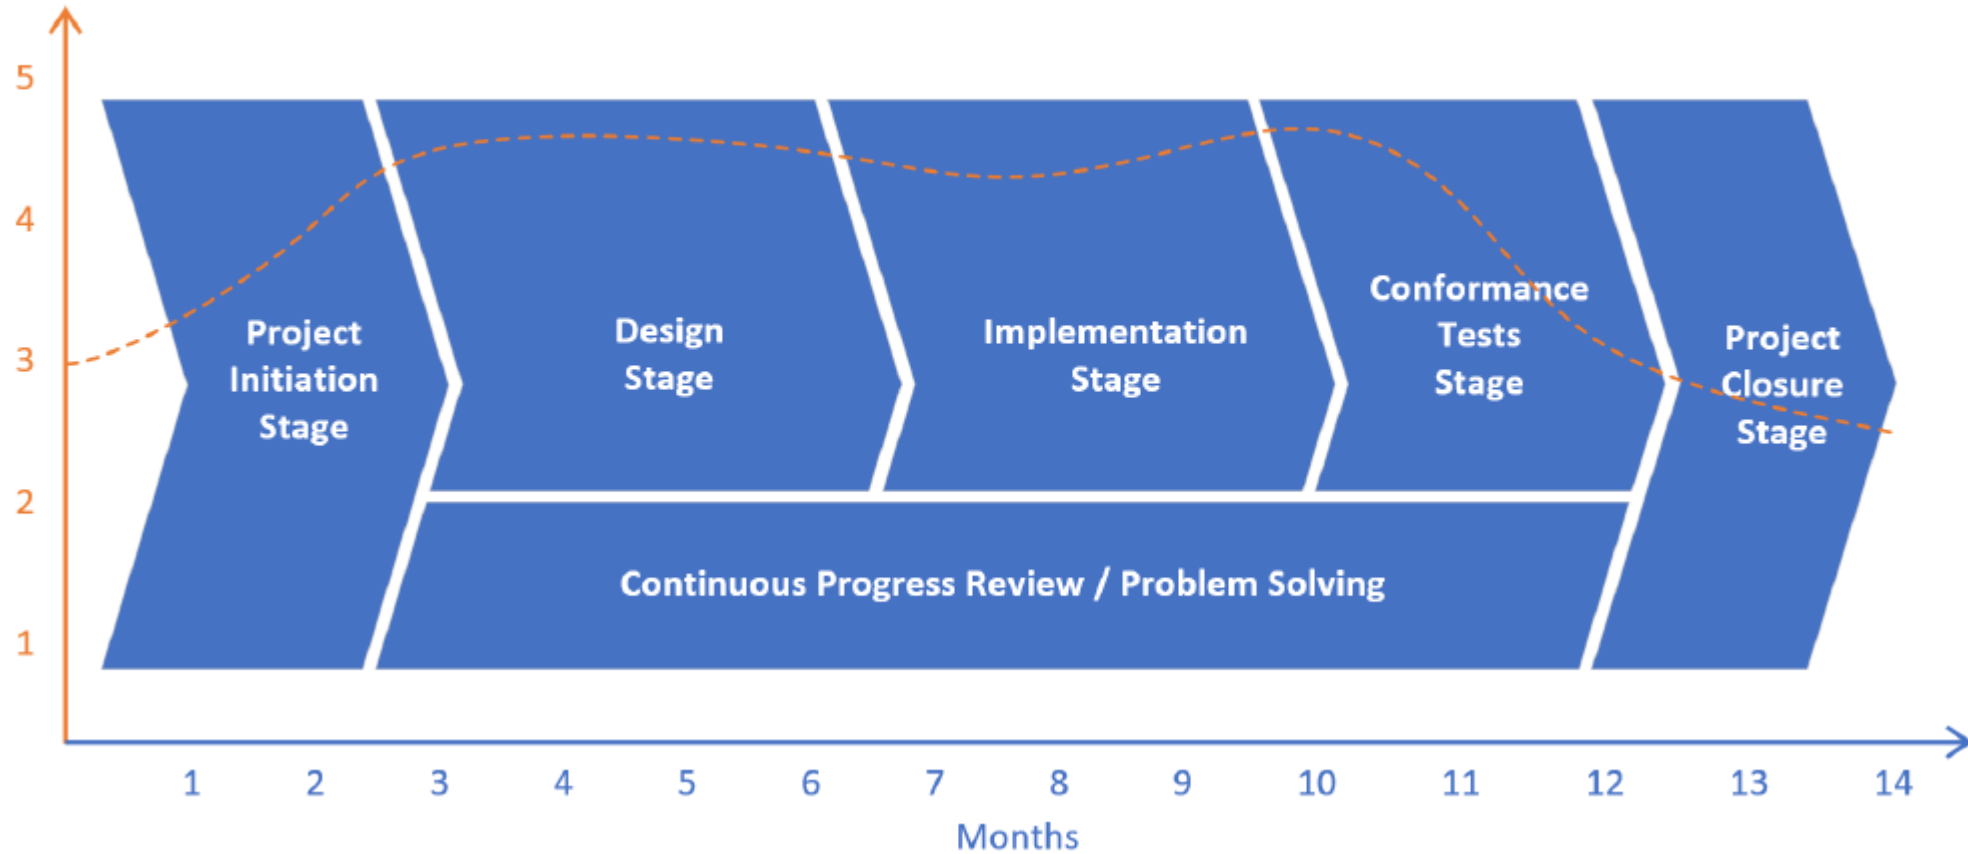 5
4
3
2
1
Project
Initiation
Stage
Design
Stage
Implementation
Stage
Conformance
Tests
Stage
Project
Closure
Stage
Continuous Progress Review / Problem Solving
1 2 3 4 5 6 7 8 9 10 11 12 13 14
Months